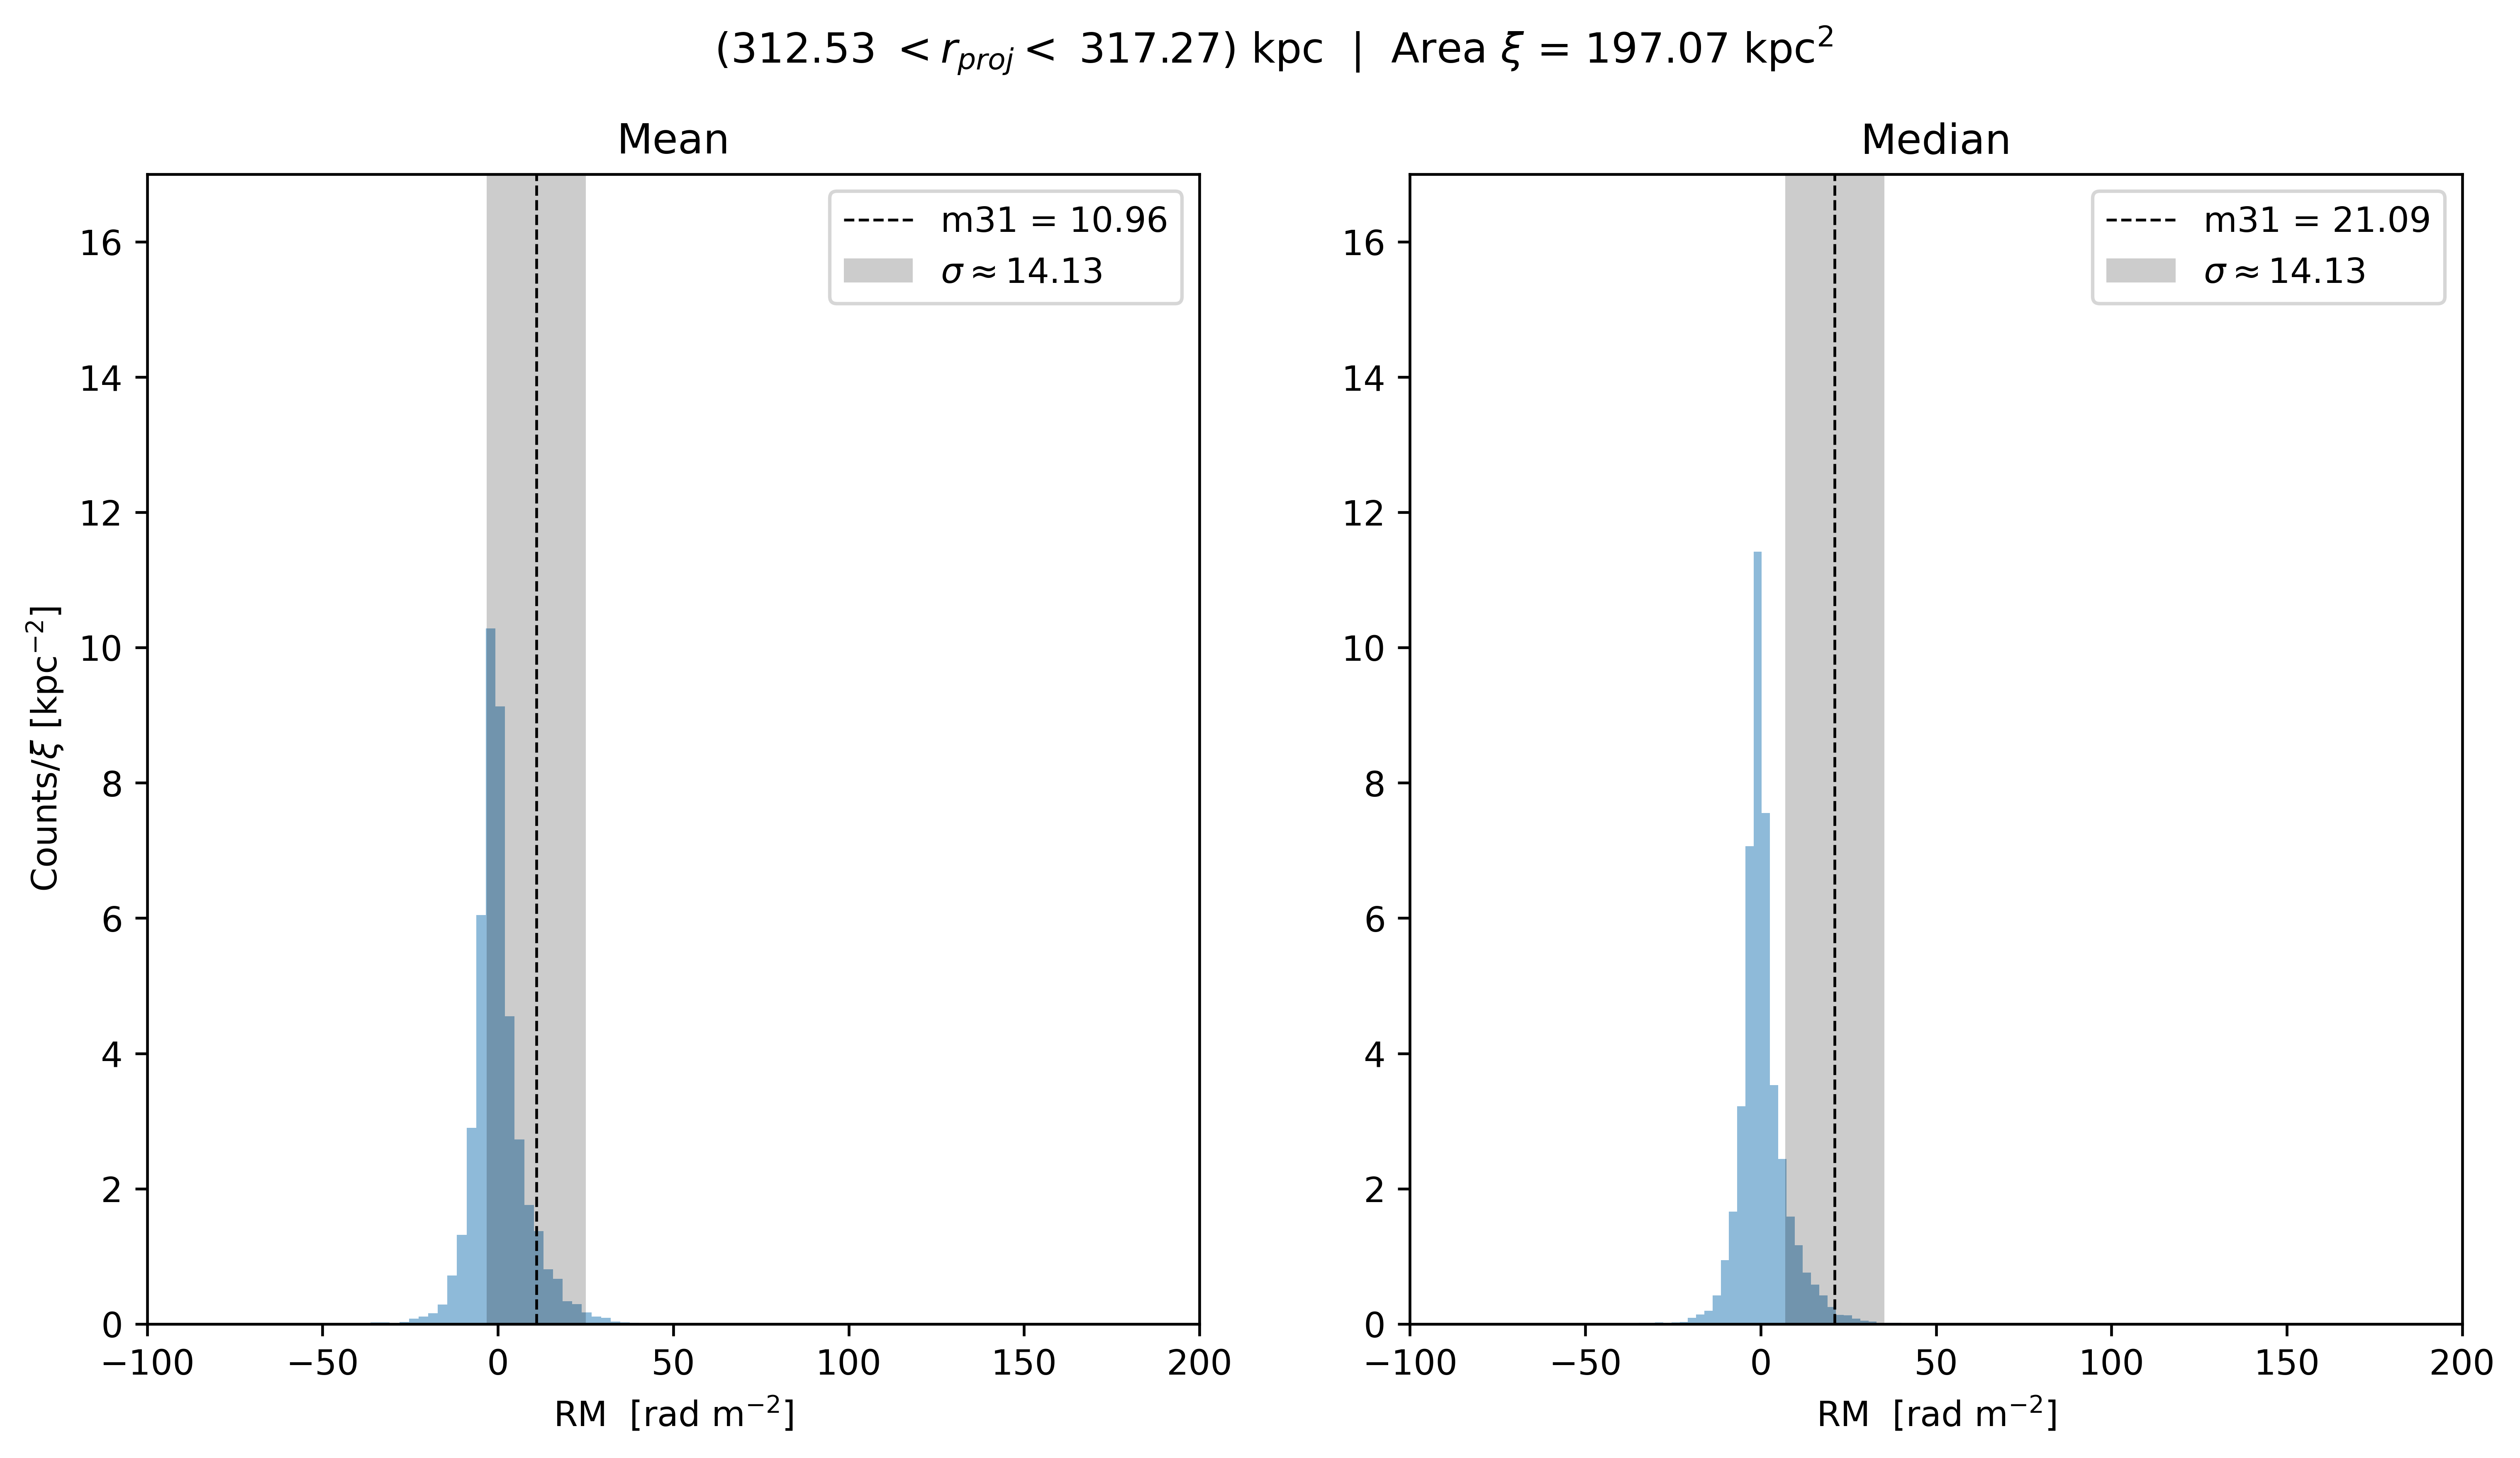 (312.53 < r_proj < 317.27) kpc | Area ξ = 197.07 kpc²
Mean
m31 = 10.96
σ ≈ 14.13
16
14
12
10
8
6
4
2
0
Counts/ξ [kpc⁻²]
−100 −50 0 50 100 150 200
RM [rad m⁻²]
Median
m31 = 21.09
σ ≈ 14.13
16
14
12
10
8
6
4
2
0
−100 −50 0 50 100 150 200
RM [rad m⁻²]